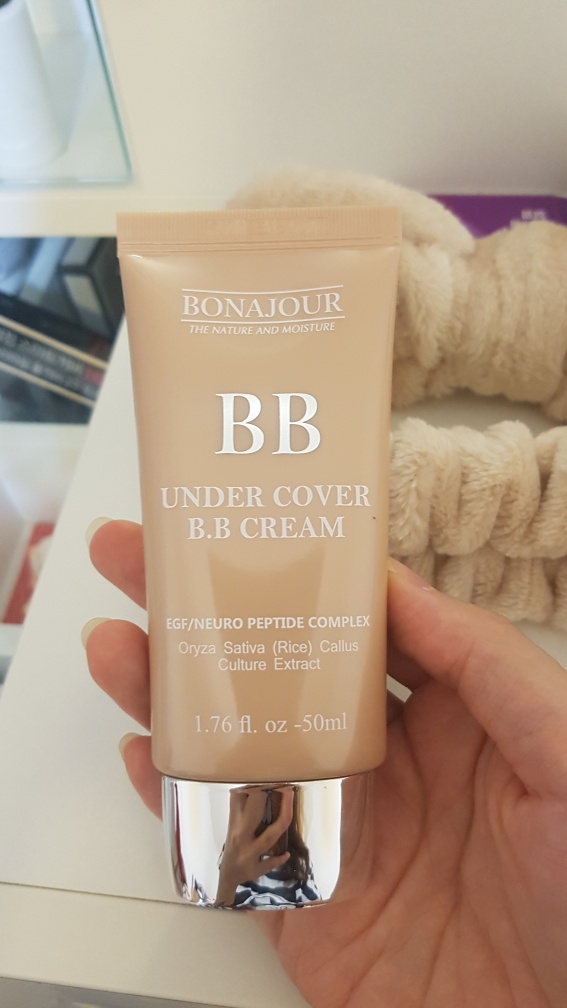 BONAJOUR
THE NATURE AND MOISTURE
BB
UNDER COVER
B.B CREAM
EGF/NEURO PEPTIDE COMPLEX
Oryza Sativa (Rice) Callus
Culture Extract
1.76 fl. oz -50ml